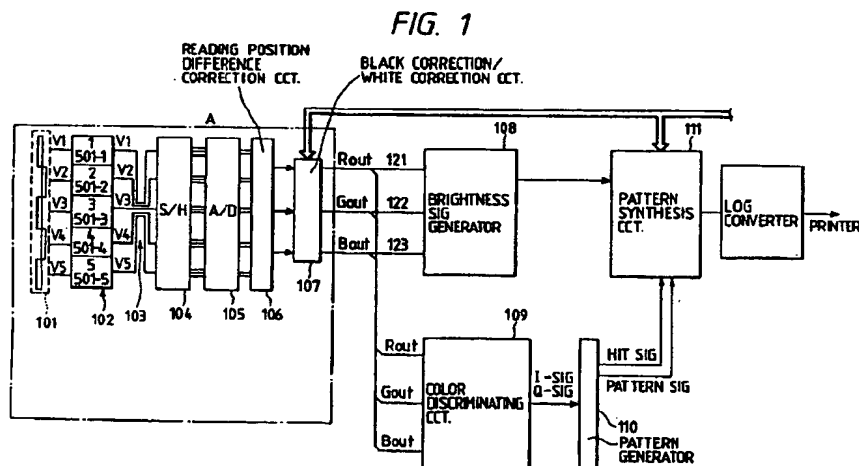 FIG. 1
READING POSITION
DIFFERENCE
CORRECTION CCT.
BLACK CORRECTION/
WHITE CORRECTION CCT.
A
V1 1 501-1 V1
V2 2 501-2 V2
V3 3 501-3 V3
V4 4 501-4 V4
V5 5 501-5 V5
101
102
103
S/H
104
A/D
105
106
107
Rout 121
Gout 122
Bout 123
108
BRIGHTNESS
SIG
GENERATOR
111
PATTERN
SYNTHESIS
CCT.
LOG
CONVERTER
PRINTER
109
Rout
Gout
Bout
COLOR
DISCRIMINATING
CCT.
I-SIG
Q-SIG
HIT SIG
PATTERN SIG
110
PATTERN
GENERATOR